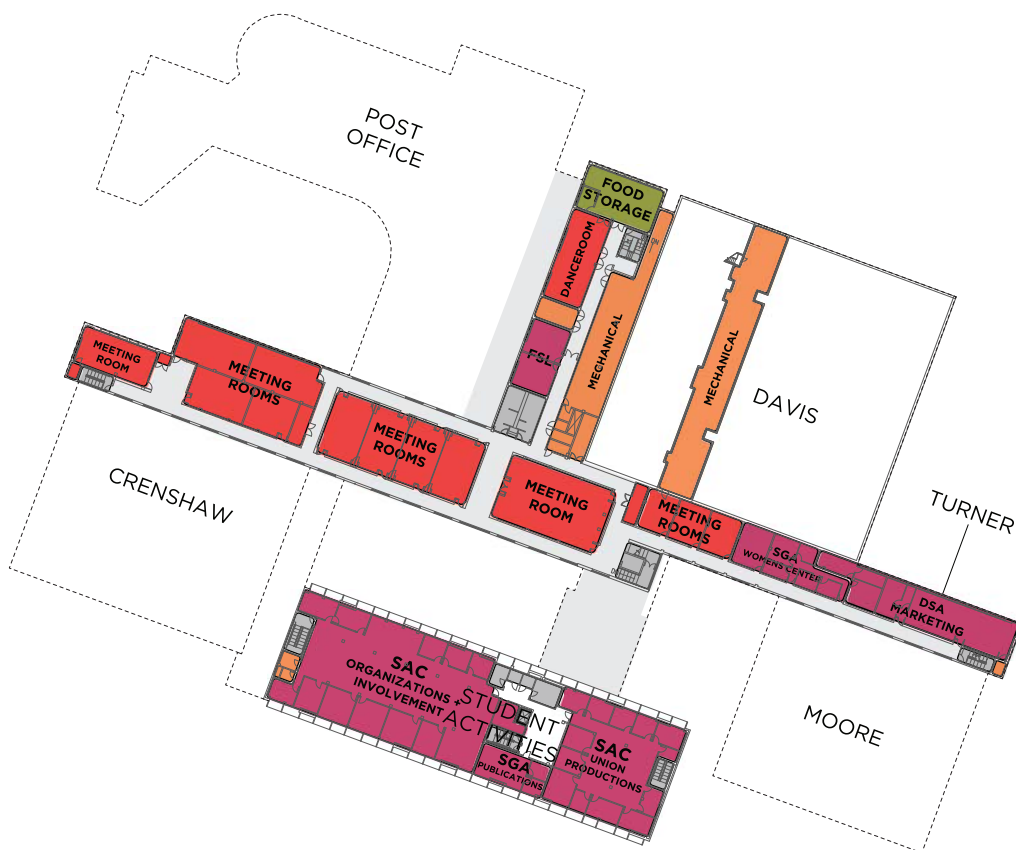 POST
OFFICE
FOOD
STORAGE
DANCEROOM
FSL
MECHANICAL
MECHANICAL
DAVIS
MEETING
ROOM
MEETING
ROOMS
MEETING
ROOMS
MEETING
ROOM
MEETING
ROOMS
CRENSHAW
TURNER
SGA
WOMENS CENTER
DSA
MARKETING
SAC
ORGANIZATIONS +
INVOLVEMENT
STUDENT
ACTIVITIES
SGA
PUBLICATIONS
SAC
UNION
PRODUCTIONS
MOORE